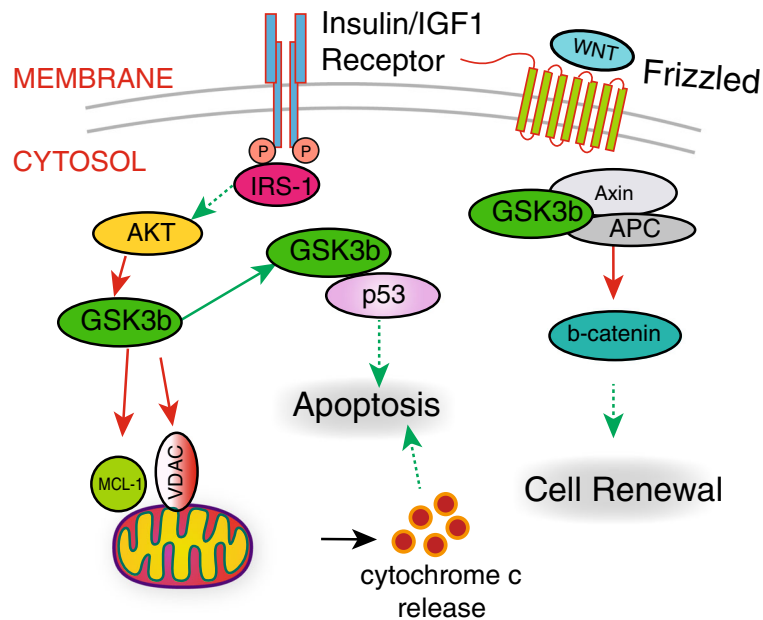 Insulin/IGF1
Receptor
WNT
Frizzled
MEMBRANE
CYTOSOL
P
P
IRS-1
AKT
GSK3b
GSK3b
p53
GSK3b
Axin
APC
b-catenin
Apoptosis
Cell Renewal
MCL-1
VDAC
cytochrome c
release